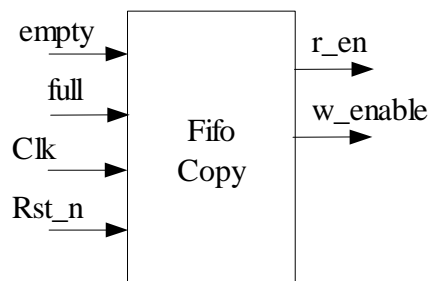 empty
full
Clk
Rst_n
Fifo
Copy
r_en
w_enable